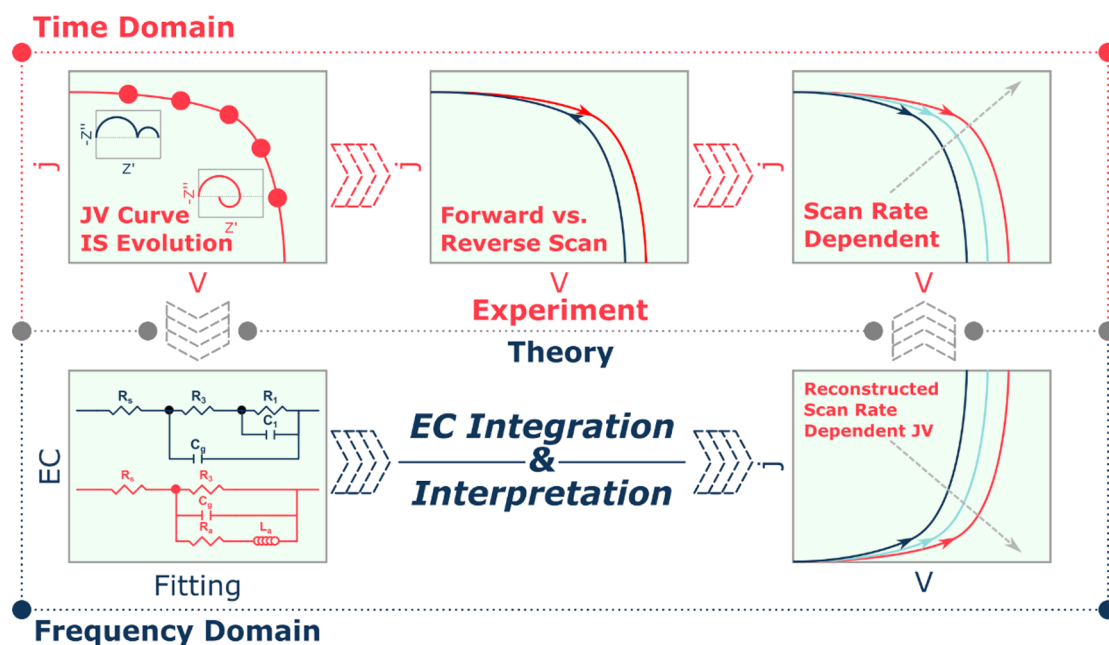 Time Domain
j
-Z''
Z'
-Z''
Z'
JV Curve
IS Evolution
V
j
Forward vs.
Reverse Scan
V
j
Scan Rate
Dependent
V
Experiment
Theory
EC
Rs
R3
R1
C1
Cg
Rs
R3
Cg
Ra
La
Fitting
EC Integration
&
Interpretation
j
Reconstructed
Scan Rate
Dependent JV
V
Frequency Domain